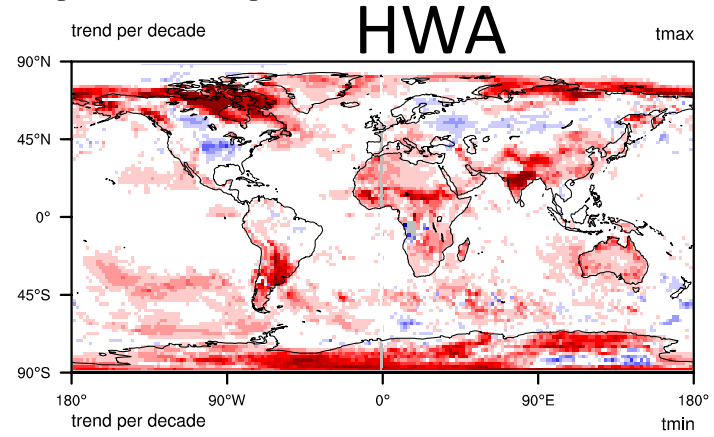 HWA
trend per decade
tmax
90°N
45°N
0°
45°S
90°S
180°
90°W
0°
90°E
180°
trend per decade
tmin